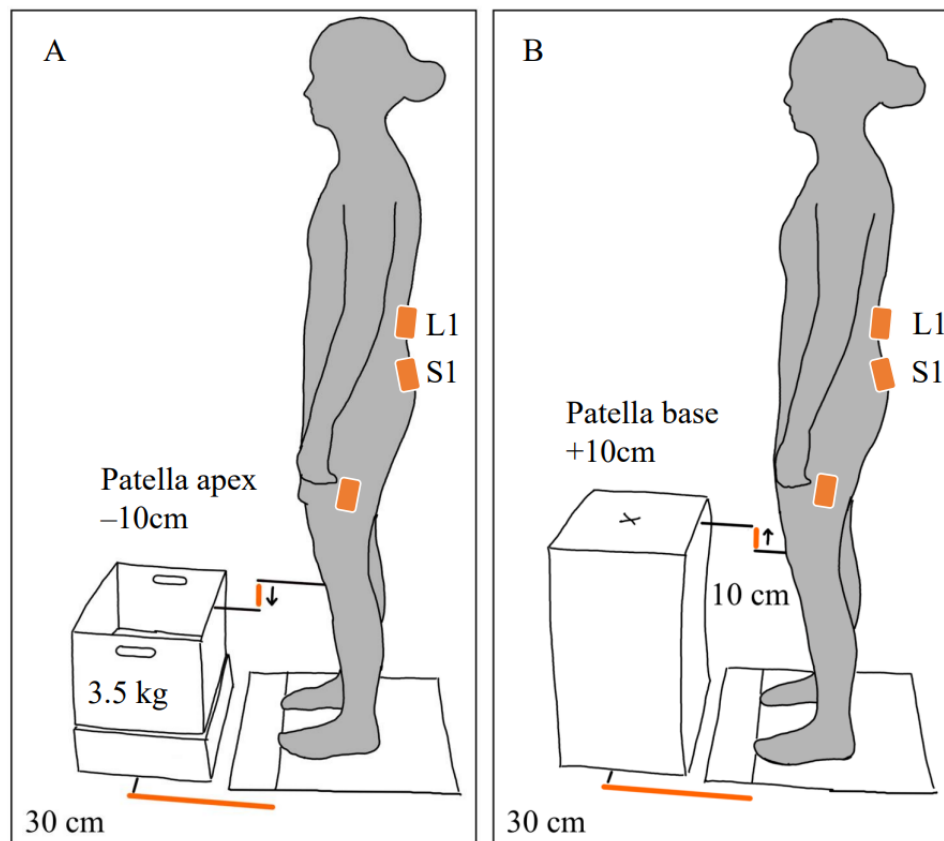 A
L1
S1
Patella apex
–10cm
3.5 kg
30 cm
B
L1
S1
Patella base
+10cm
X
10 cm
30 cm